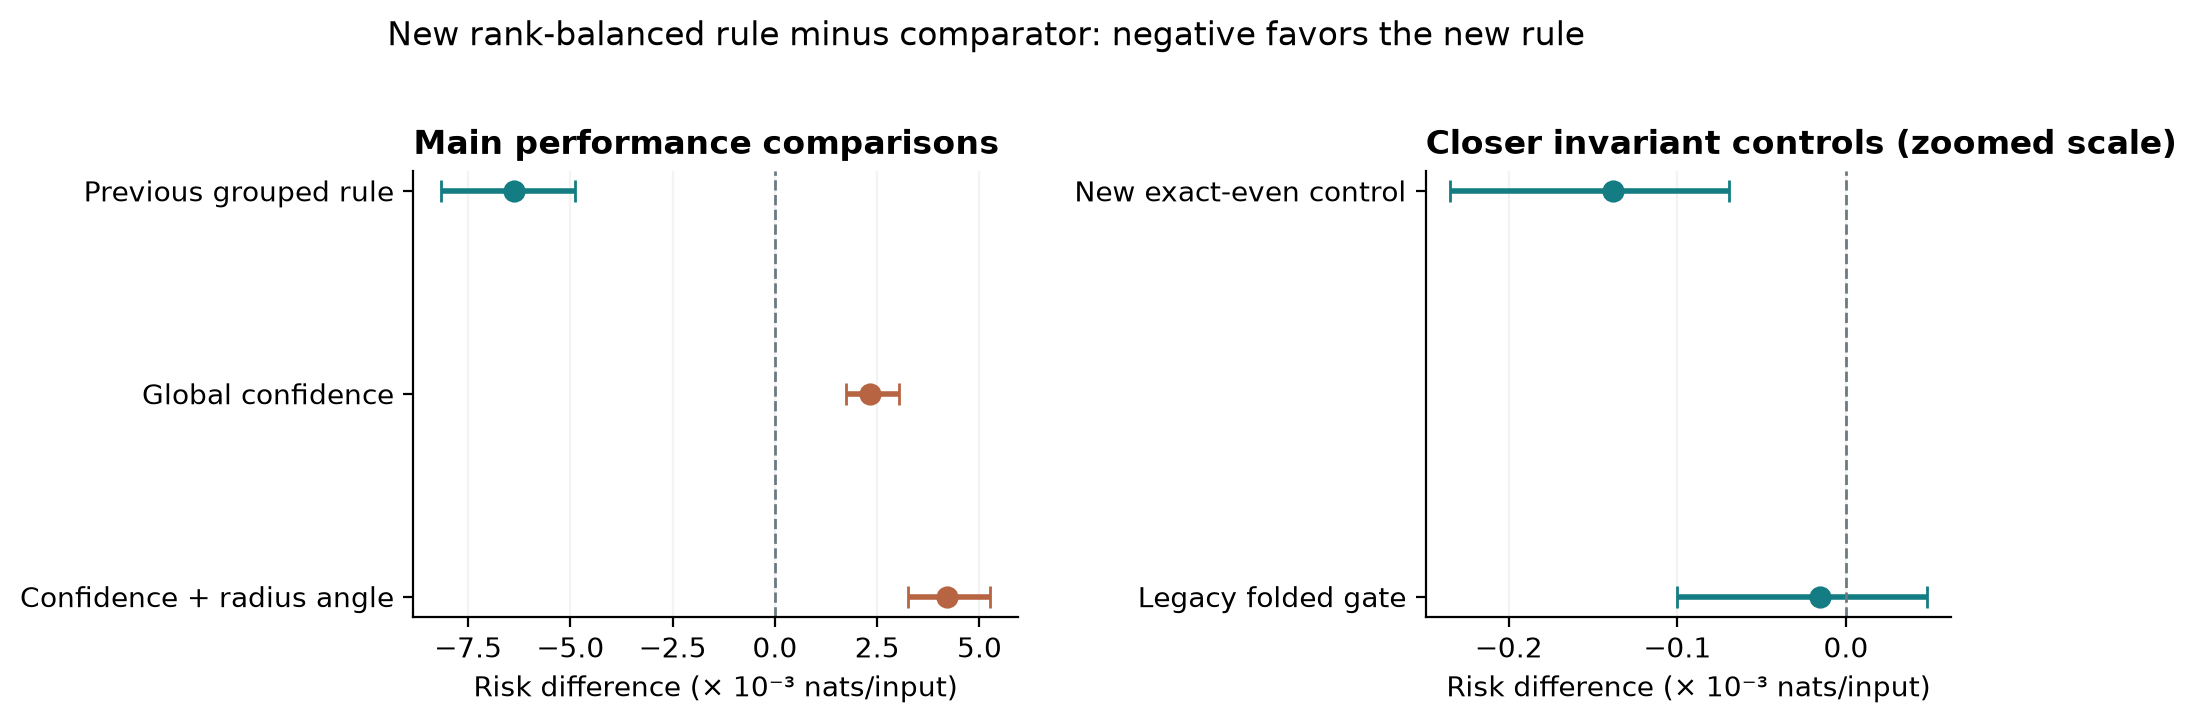 New rank-balanced rule minus comparator: negative favors the new rule
Main performance comparisons
Previous grouped rule
Global confidence
Confidence + radius angle
−7.5 −5.0 −2.5 0.0 2.5 5.0
Risk difference (× 10⁻³ nats/input)
Closer invariant controls (zoomed scale)
New exact-even control
Legacy folded gate
−0.2 −0.1 0.0
Risk difference (× 10⁻³ nats/input)